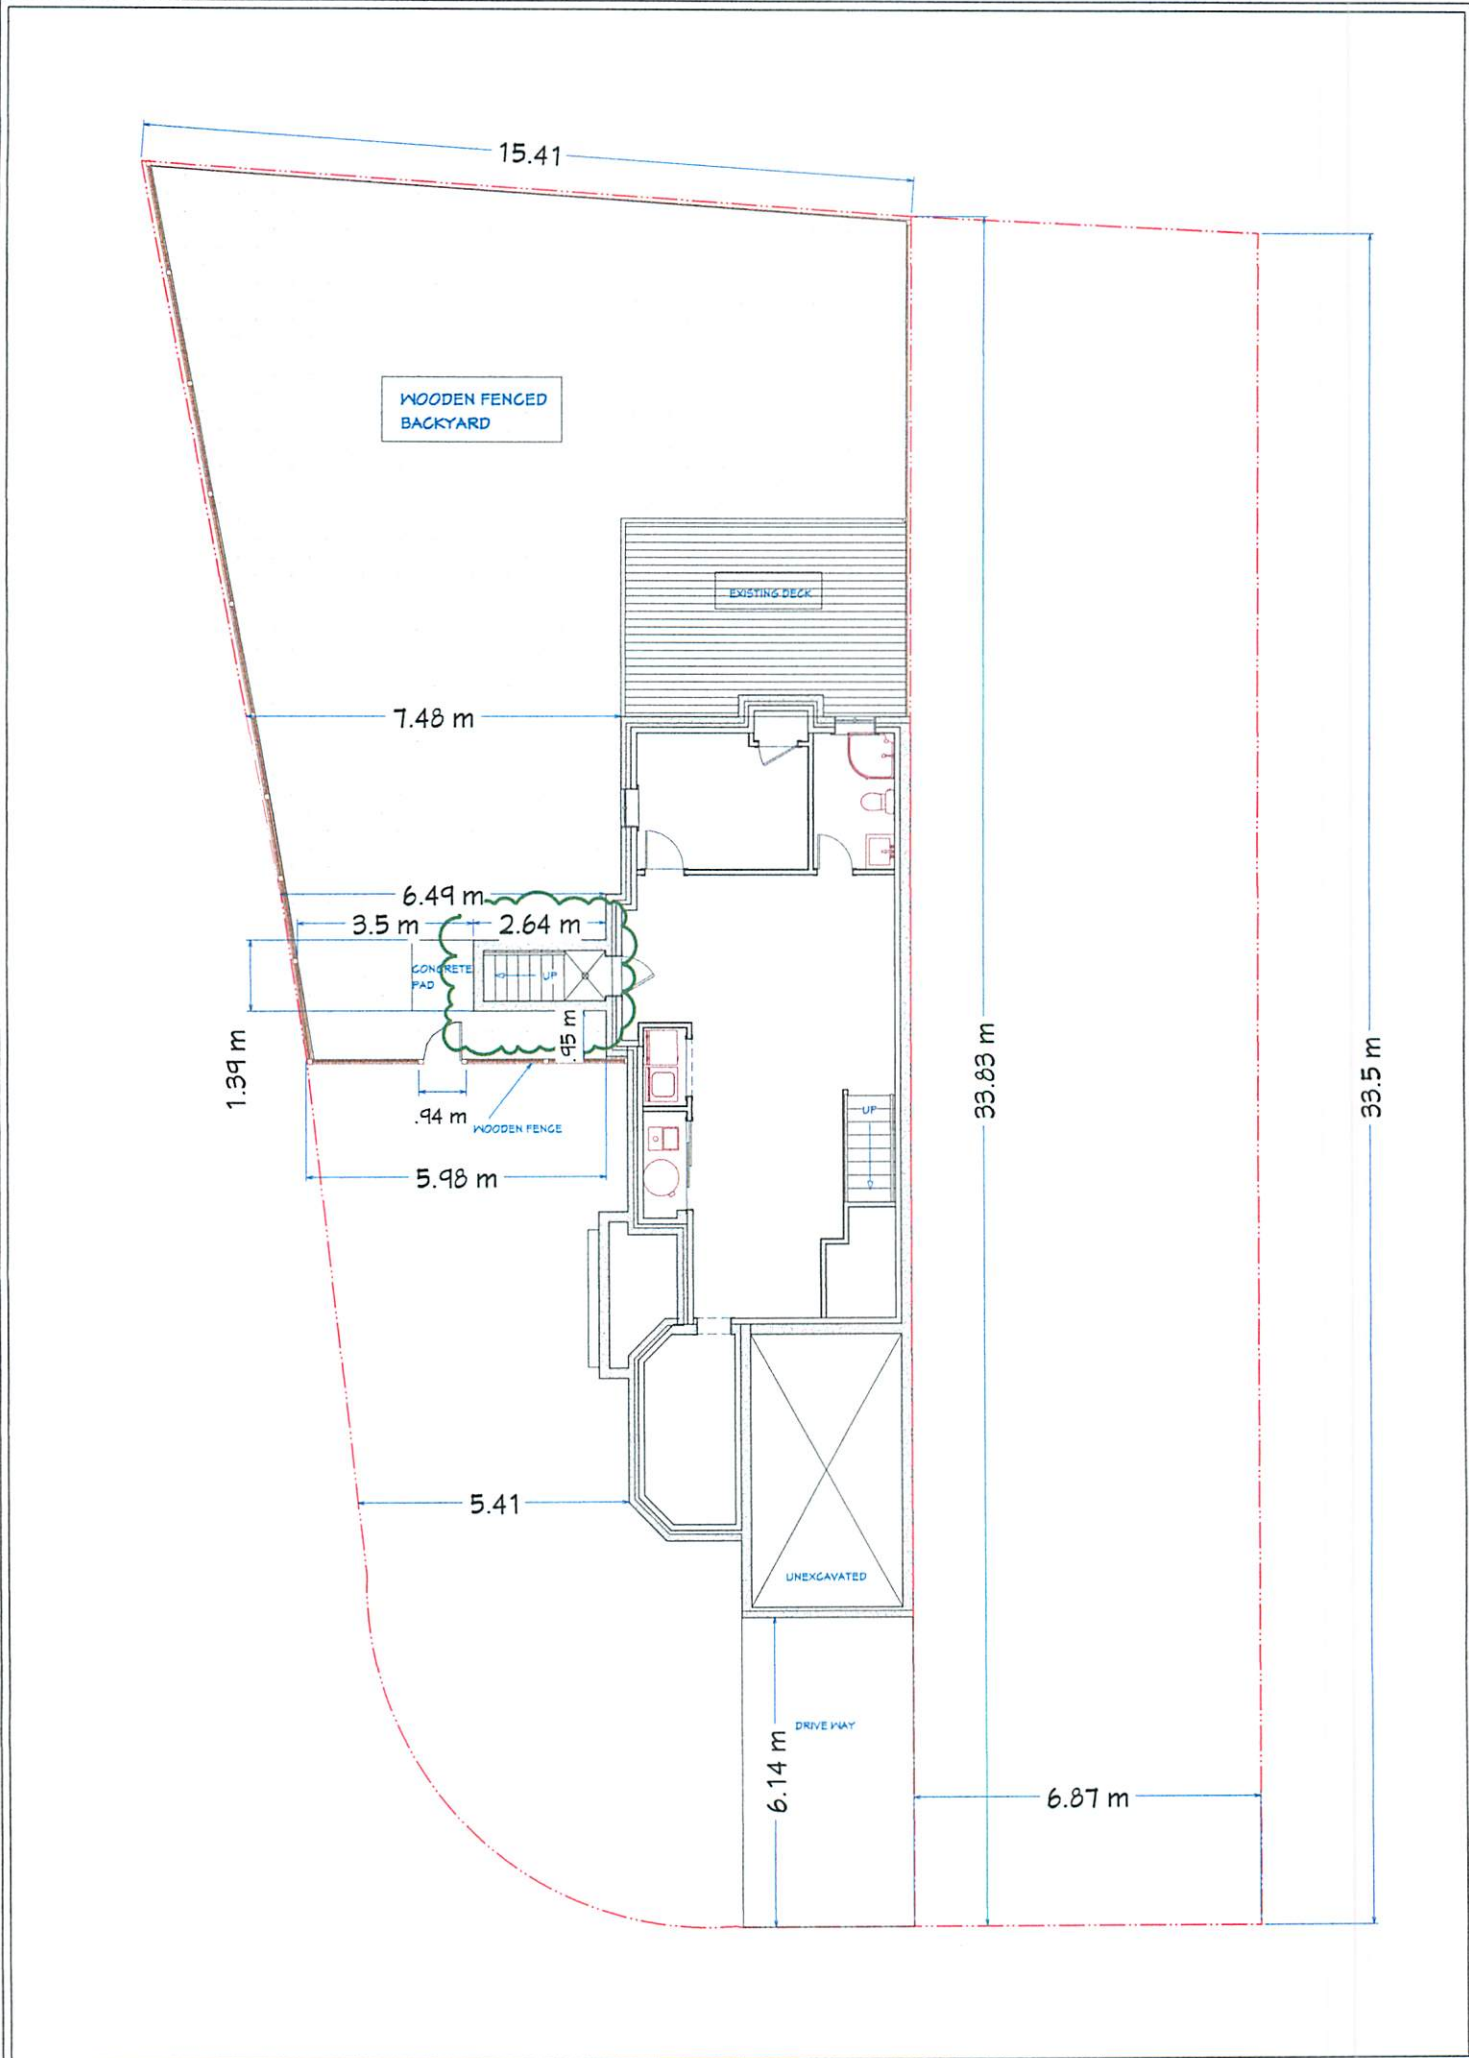 15.41
WOODEN FENCED
BACKYARD
EXISTING DECK
7.48 m
6.49 m
3.5 m
2.64 m
CONCRETE
PAD
UP
.95 m
1.39 m
.94 m
WOODEN FENCE
5.98 m
UP
33.83 m
33.5 m
5.41
UNEXCAVATED
DRIVE WAY
6.14 m
6.87 m